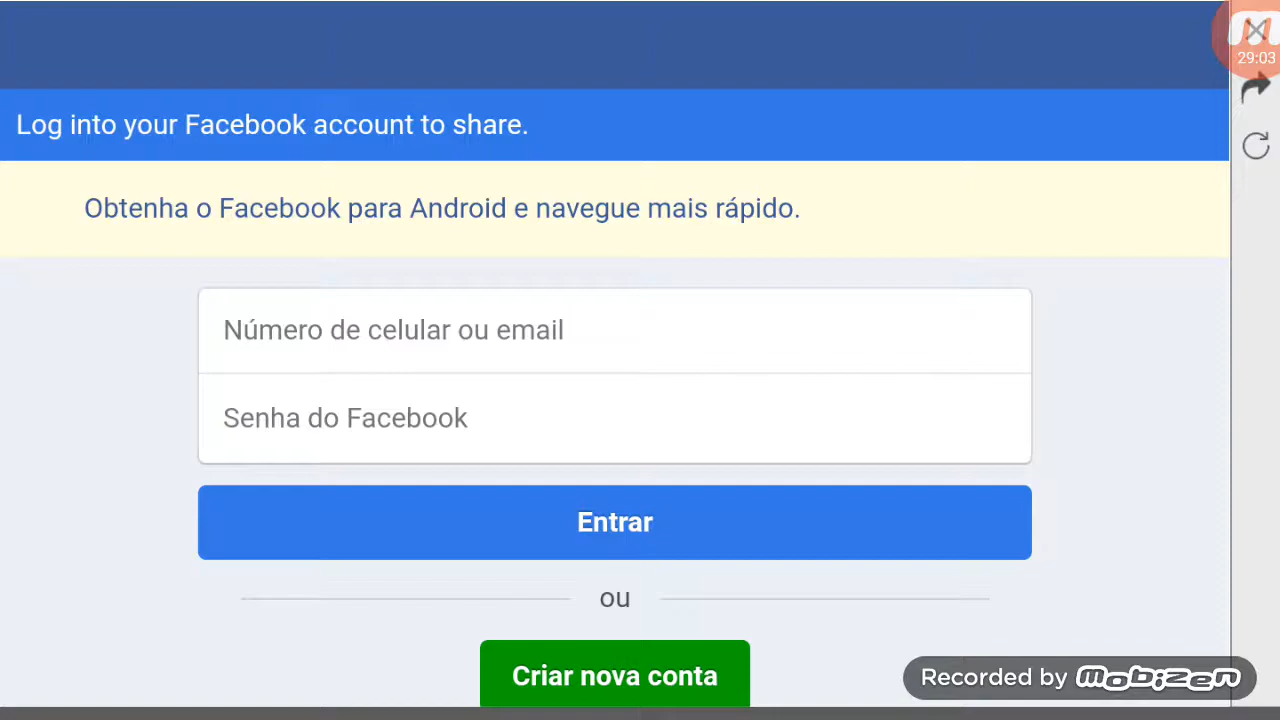 29:03
Log into your Facebook account to share.
Obtenha o Facebook para Android e navegue mais rápido.
Número de celular ou email
Senha do Facebook
Entrar
ou
Criar nova conta
Recorded by mobizen